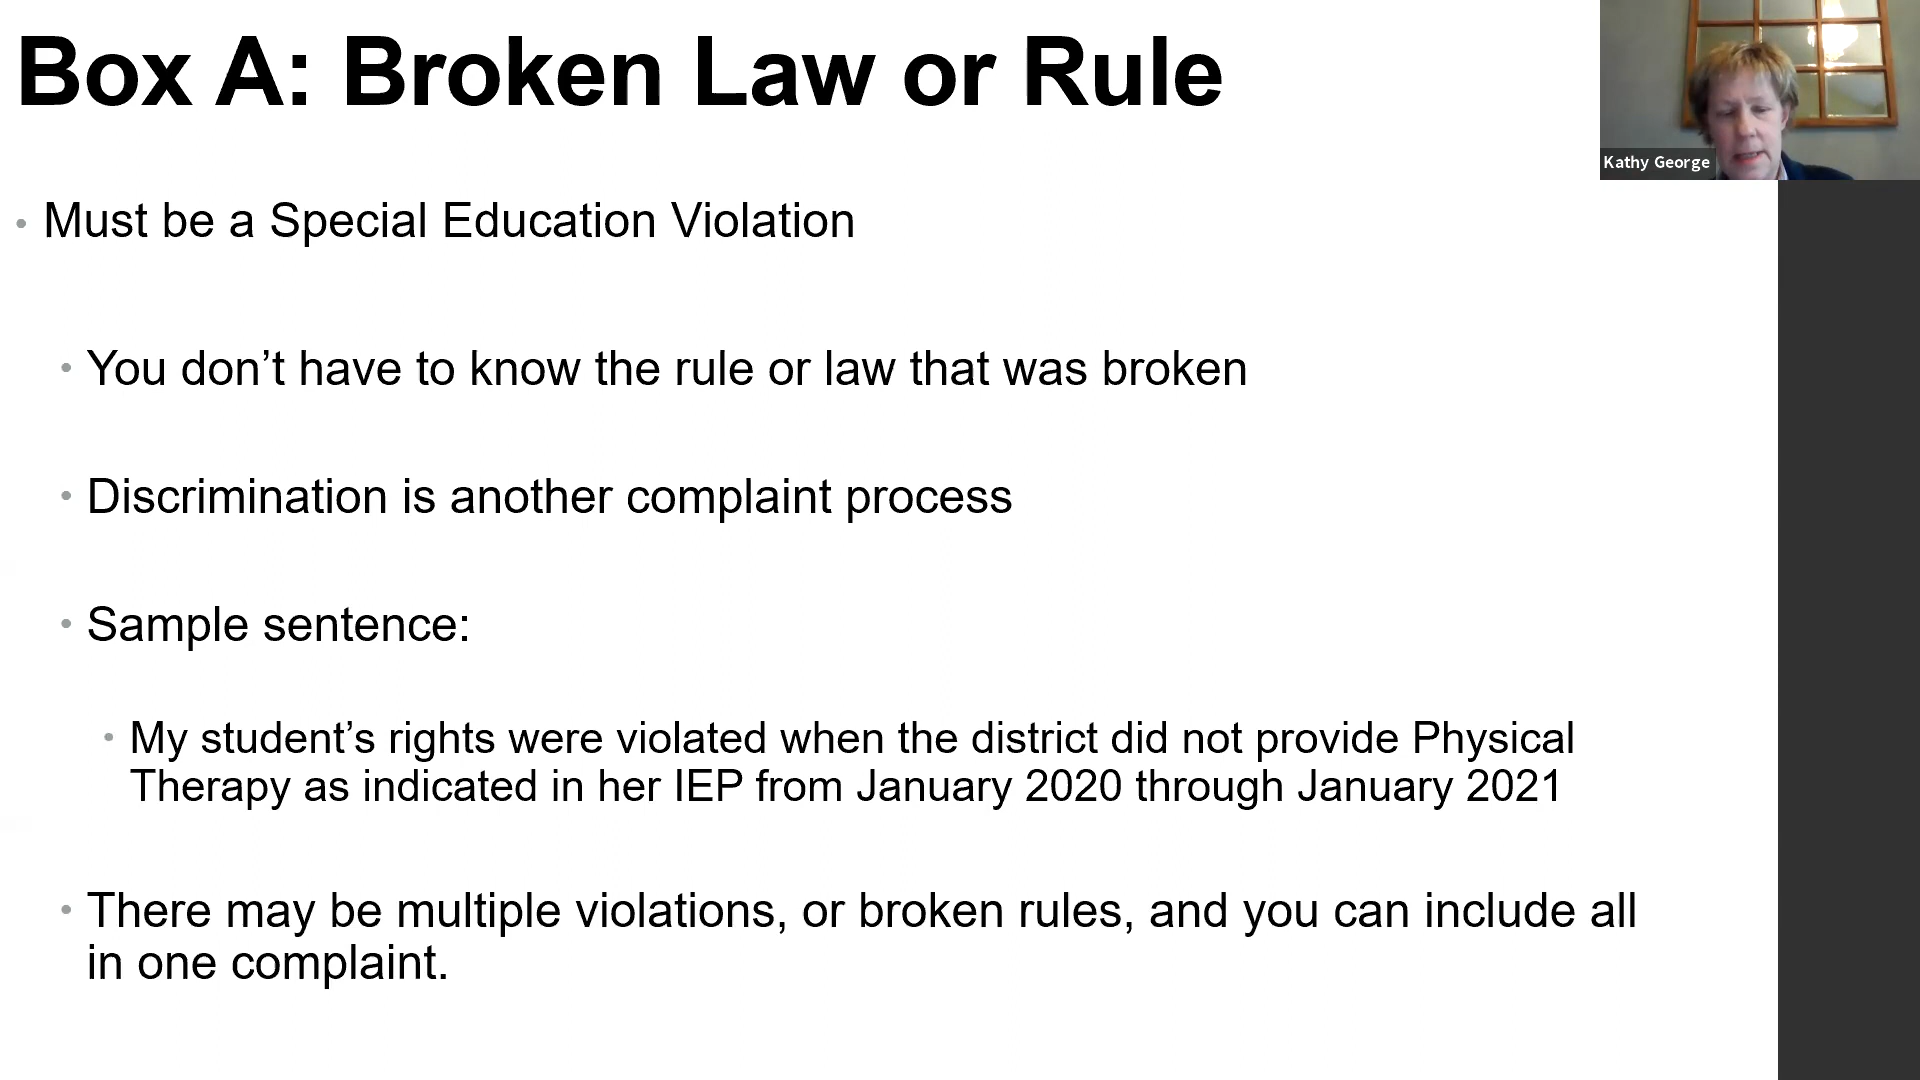 Box A: Broken Law or Rule
Kathy George
• Must be a Special Education Violation
• You don’t have to know the rule or law that was broken
• Discrimination is another complaint process
• Sample sentence:
• My student’s rights were violated when the district did not provide Physical
Therapy as indicated in her IEP from January 2020 through January 2021
• There may be multiple violations, or broken rules, and you can include all
in one complaint.